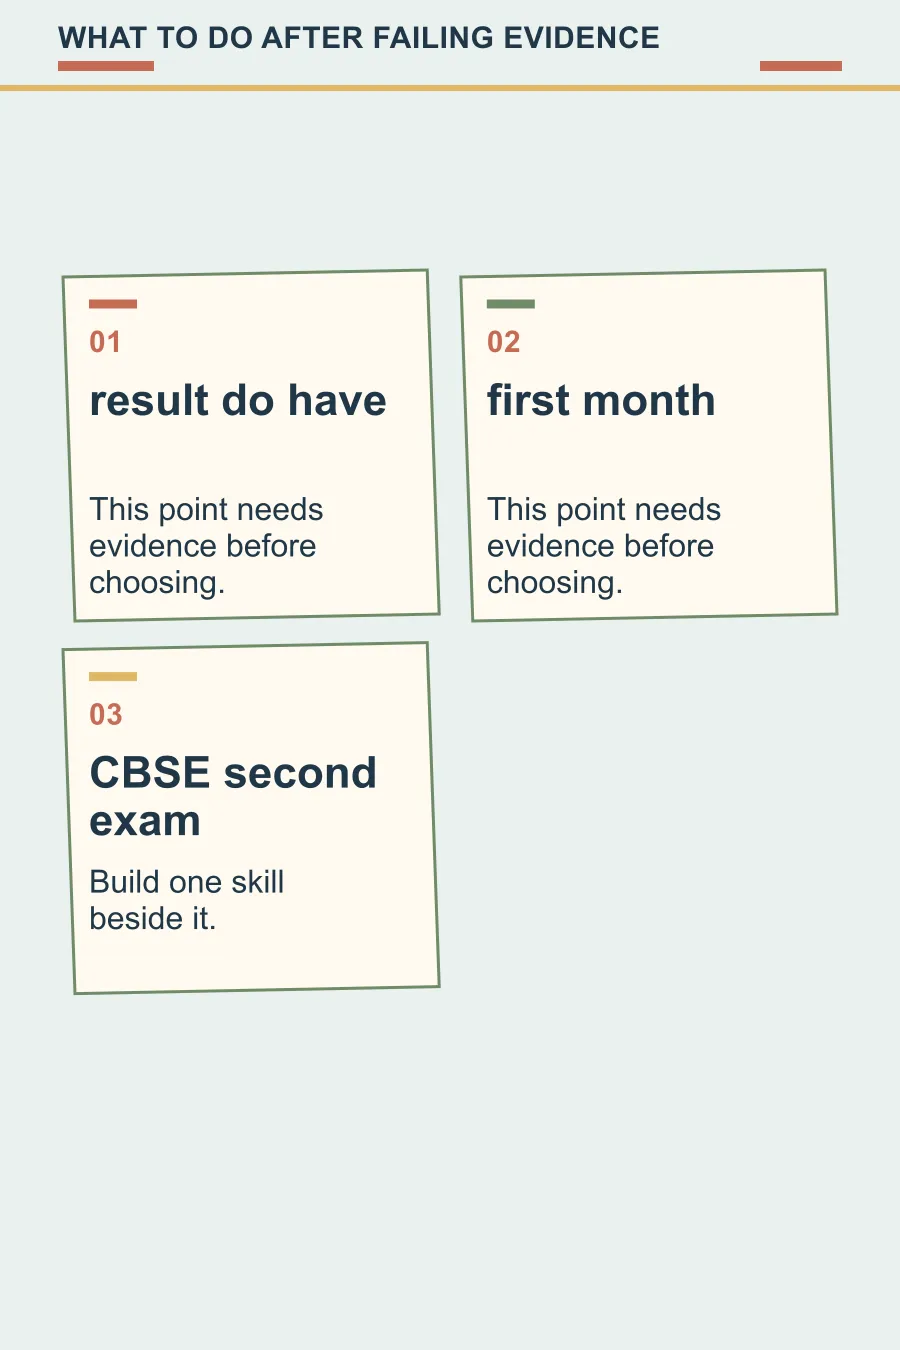 WHAT TO DO AFTER FAILING EVIDENCE
01
result do have
This point needs
evidence before
choosing.
02
first month
This point needs
evidence before
choosing.
03
CBSE second
exam
Build one skill
beside it.